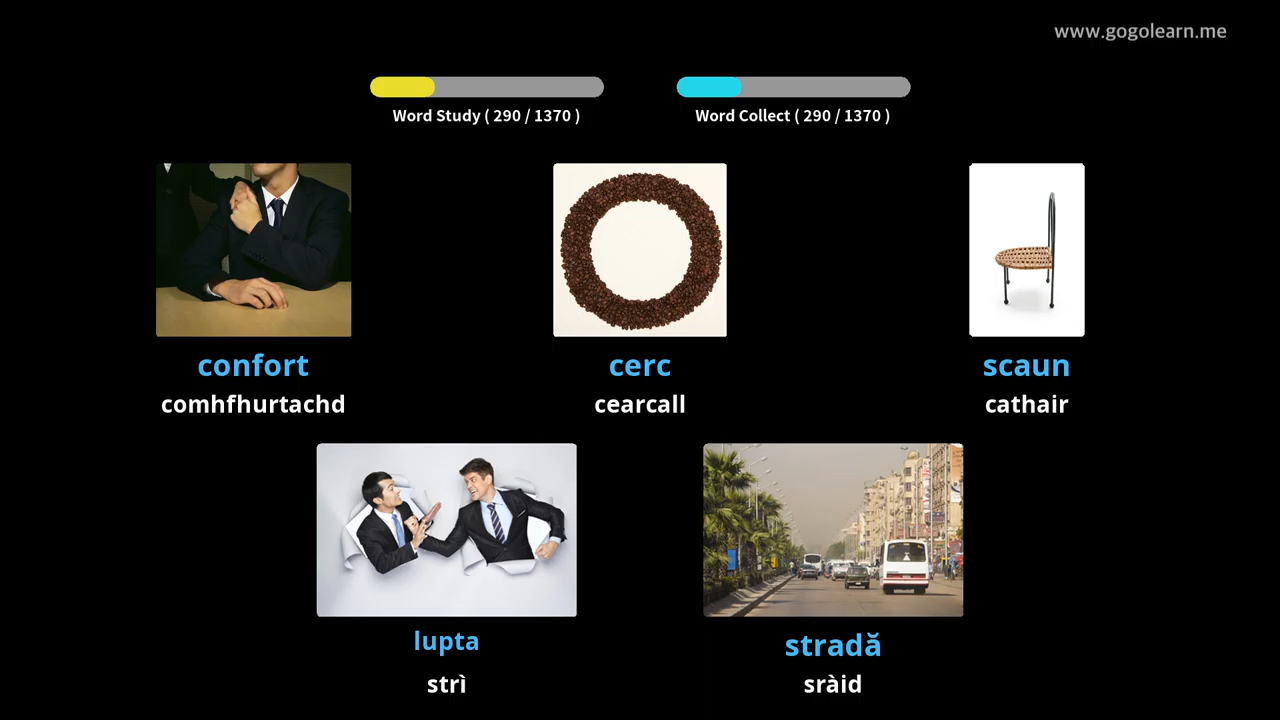 www.gogolearn.me
Word Study ( 290 / 1370 )
Word Collect ( 290 / 1370 )
confort
comhfhurtachd
cerc
cearcall
scaun
cathair
lupta
strì
stradă
sràid